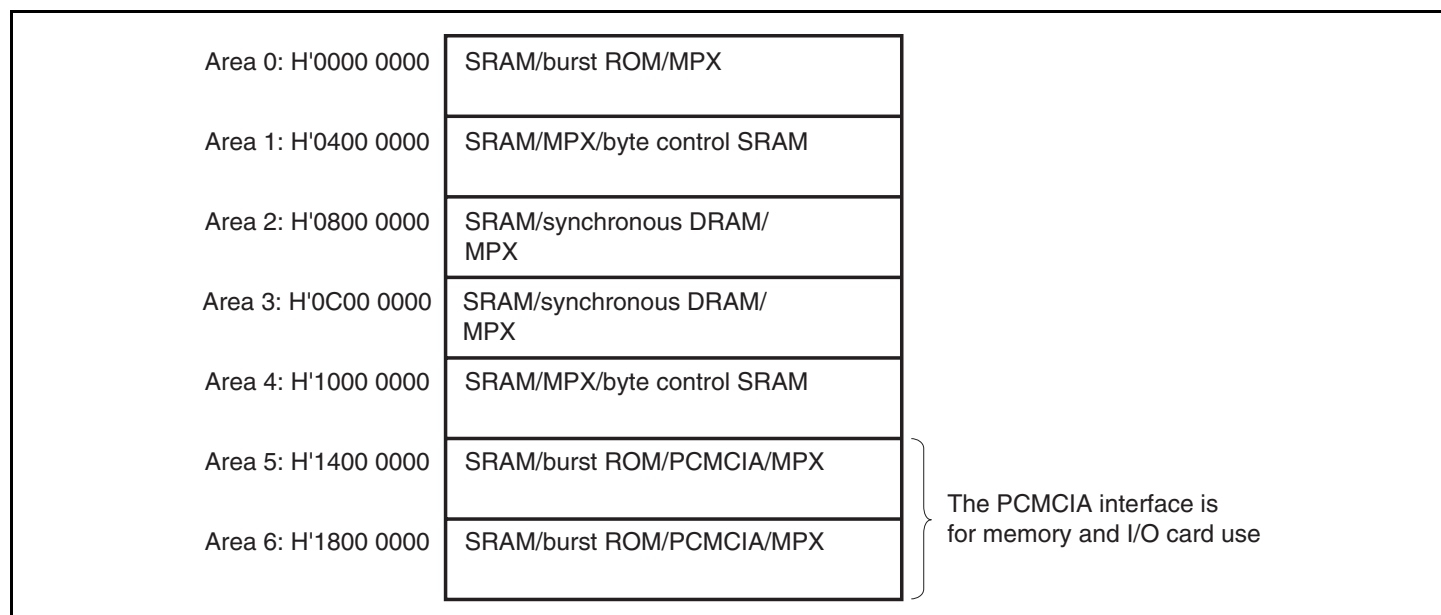 Area 0: H'0000 0000 SRAM/burst ROM/MPX
Area 1: H'0400 0000 SRAM/MPX/byte control SRAM
Area 2: H'0800 0000 SRAM/synchronous DRAM/
MPX
Area 3: H'0C00 0000 SRAM/synchronous DRAM/
MPX
Area 4: H'1000 0000 SRAM/MPX/byte control SRAM
Area 5: H'1400 0000 SRAM/burst ROM/PCMCIA/MPX
Area 6: H'1800 0000 SRAM/burst ROM/PCMCIA/MPX
The PCMCIA interface is
for memory and I/O card use